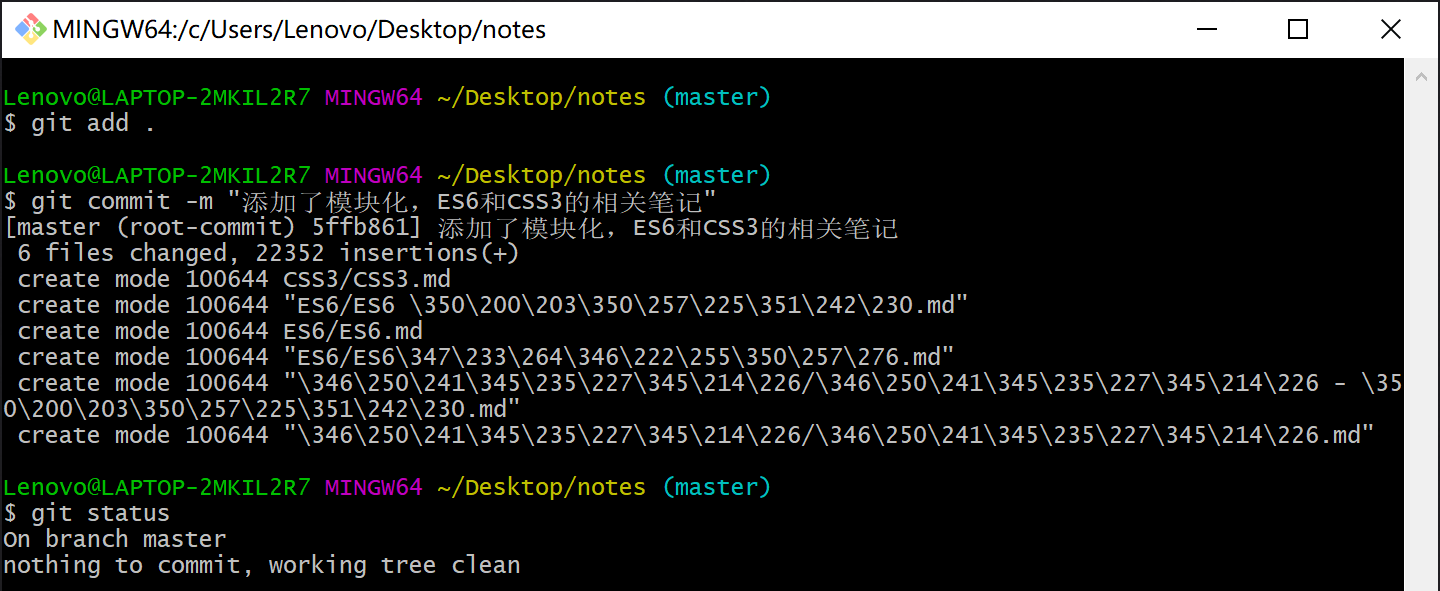 MINGW64:/c/Users/Lenovo/Desktop/notes
Lenovo@LAPTOP-2MKIL2R7 MINGW64 ~/Desktop/notes (master)
$ git add .
Lenovo@LAPTOP-2MKIL2R7 MINGW64 ~/Desktop/notes (master)
$ git commit -m "添加了模块化，ES6和CSS3的相关笔记"
[master (root-commit) 5ffb861] 添加了模块化，ES6和CSS3的相关笔记
 6 files changed, 22352 insertions(+)
 create mode 100644 CSS3/CSS3.md
 create mode 100644 "ES6/ES6 \350\200\203\350\257\225\351\242\230.md"
 create mode 100644 ES6/ES6.md
 create mode 100644 "ES6/ES6\347\233\264\346\222\255\350\257\276.md"
 create mode 100644 "\346\250\241\345\235\227\345\214\226/\346\250\241\345\235\227\345\214\226 - \35
0\200\203\350\257\225\351\242\230.md"
 create mode 100644 "\346\250\241\345\235\227\345\214\226/\346\250\241\345\235\227\345\214\226.md"
Lenovo@LAPTOP-2MKIL2R7 MINGW64 ~/Desktop/notes (master)
$ git status
On branch master
nothing to commit, working tree clean